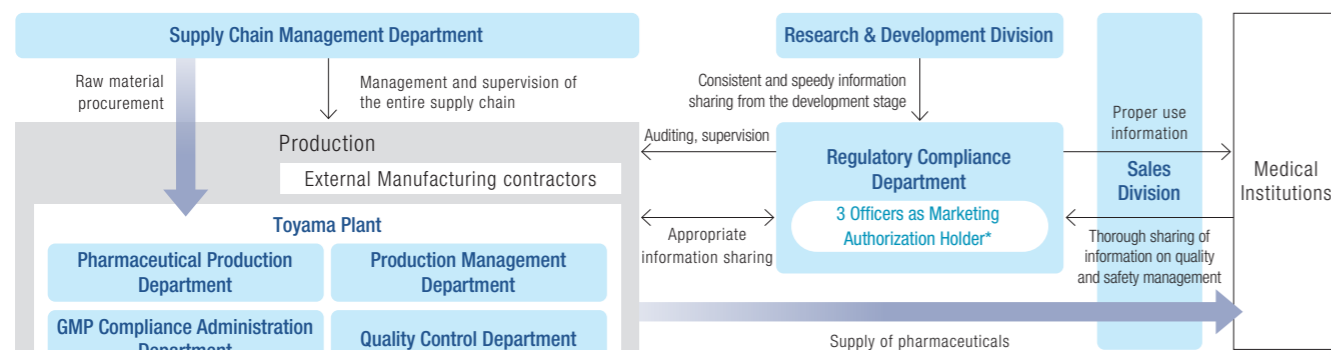 Supply Chain Management Department
Research & Development Division
Raw material
procurement
Management and supervision of
the entire supply chain
Consistent and speedy information
sharing from the development stage
Production
External Manufacturing contractors
Auditing, supervision
Regulatory Compliance
Department
3 Officers as Marketing
Authorization Holder*
Proper use
information
Sales
Division
Medical
Institutions
Toyama Plant
Appropriate
information sharing
Thorough sharing of
information on quality
and safety management
Pharmaceutical Production
Department
Production Management
Department
GMP Compliance Administration
Department
Quality Control Department
Supply of pharmaceuticals